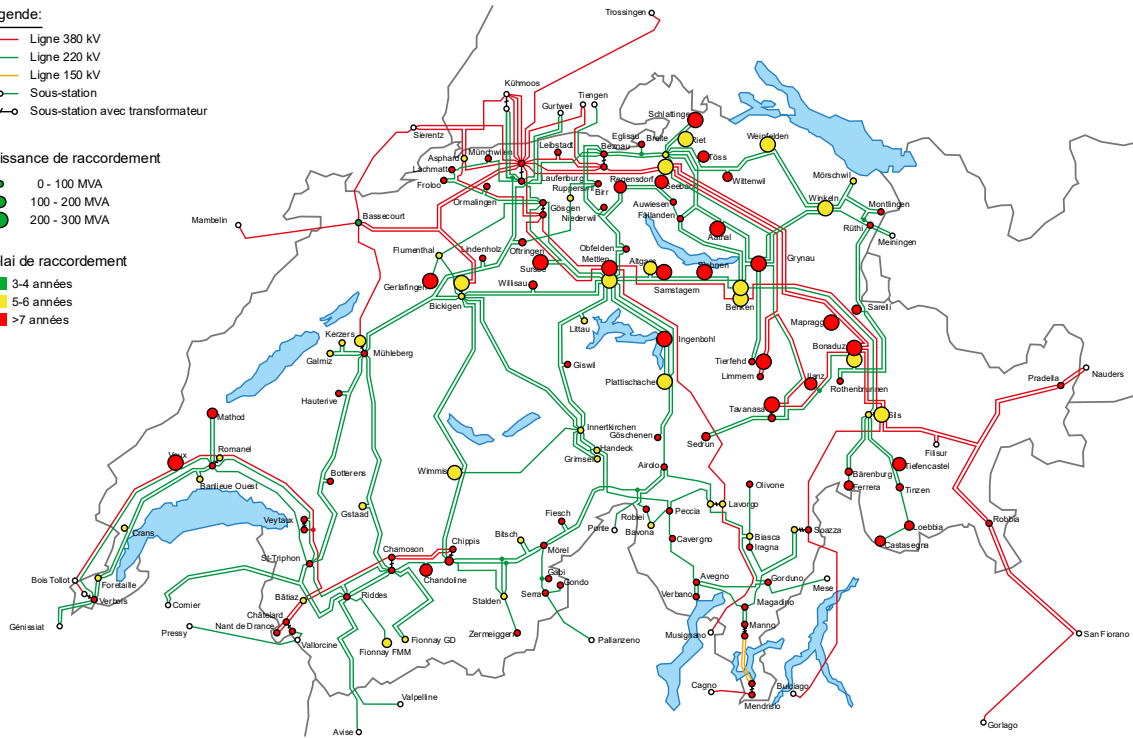 gende:
Ligne 380 kV
Ligne 220 kV
Ligne 150 kV
Sous-station
Sous-station avec transformateur
issance de raccordement
0 - 100 MVA
100 - 200 MVA
200 - 300 MVA
lai de raccordement
3-4 années
5-6 années
>7 années
Trossingen
Kühmoos
Tiengen
Gurtweil
Sierentz
Schlattingen
Eglisau
Breite
Riet
Weinfelden
Asphard
Münchwilen
Leibstadt
Beznau
Töss
Lachmatt
Froloo
Laufenburg
Regensdorf
Seebach
Wittenwil
Mörschwil
Ormalingen
Rupperswil
Birr
Gösgen
Niederwil
Auwiesen
Fällanden
Winkeln
Montlingen
Mambelin
Bassecourt
Aathal
Rüthi
Meiningen
Flumenthal
Lindenholz
Oftringen
Obfelden
Mettlen
Altgass
Grynau
Gerlafingen
Sursee
Willisau
Samstagern
Siebnen
Bickigen
Benken
Sarelli
Mapragg
Littau
Kerzers
Galmiz
Mühleberg
Ingenbohl
Bonaduz
Giswil
Tierfehd
Limmern
Ilanz
Rothenbrunnen
Plattischachen
Pradella
Nauders
Hauterive
Tavanasa
Mathod
Innertkirchen
Göschenen
Sedrun
Sils
Handeck
Grimsel
Filisur
Vaux
Romanel
Airolo
Wimmis
Bärenburg
Tiefencastel
Banlieue Ouest
Botterens
Olivone
Ferrera
Tinzen
Gstaad
Fiesch
Robiei
Peccia
Lavorgo
Veytaux
Ponte
Bavona
Soazza
Loebbia
Robbia
Crans
Chippis
Bitsch
Cavergno
Biasca
Iragna
Castasegna
St-Triphon
Chamoson
Mörel
Bois Tollot
Foretaille
Chandoline
Gabi
Gondo
Avegno
Gorduno
Mese
Verbois
Cornier
Bâtiaz
Riddes
Stalden
Serra
Verbano
Magadino
Génissiat
Pressy
Châtelard
Nant de Drance
Vallorcine
Fionnay GD
Fionnay FMM
Zermeiggern
Pallanzeno
Musignano
Manno
San Fiorano
Cagno
Bulciago
Mendrisio
Valpelline
Avise
Gorlago